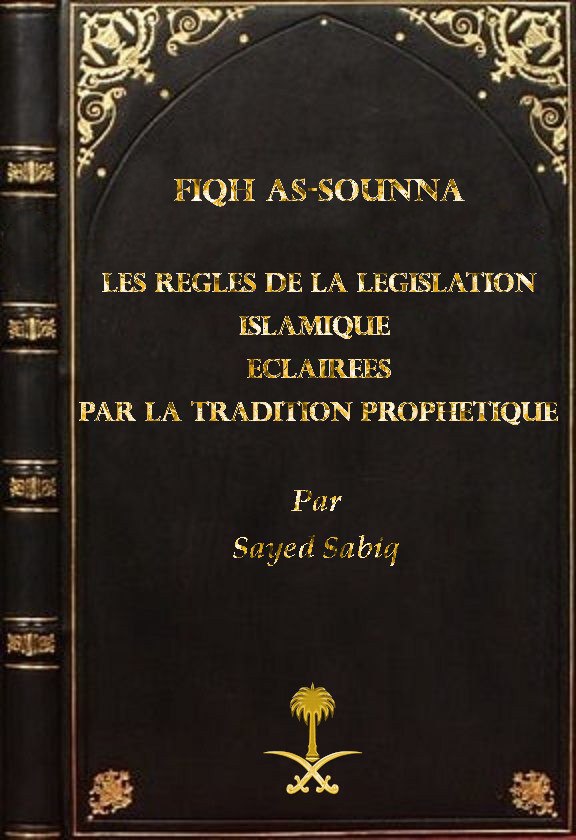 FIQH AS-SOUNNA
LES REGLES DE LA LEGISLATION
ISLAMIQUE
ECLAIREES
PAR LA TRADITION PROPHETIQUE
Par
Sayed Sabiq